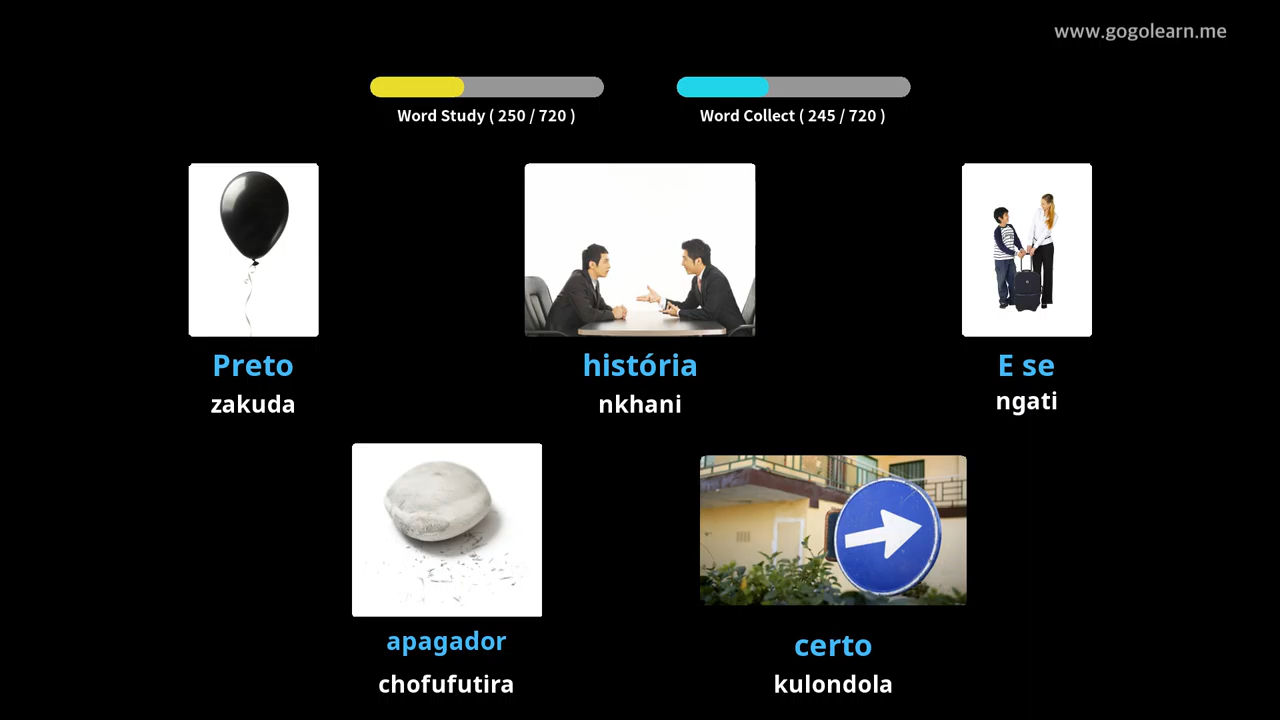 www.gogolearn.me
Word Study ( 250 / 720 )
Word Collect ( 245 / 720 )
Preto
zakuda
história
nkhani
E se
ngati
apagador
chofufutira
certo
kulondola